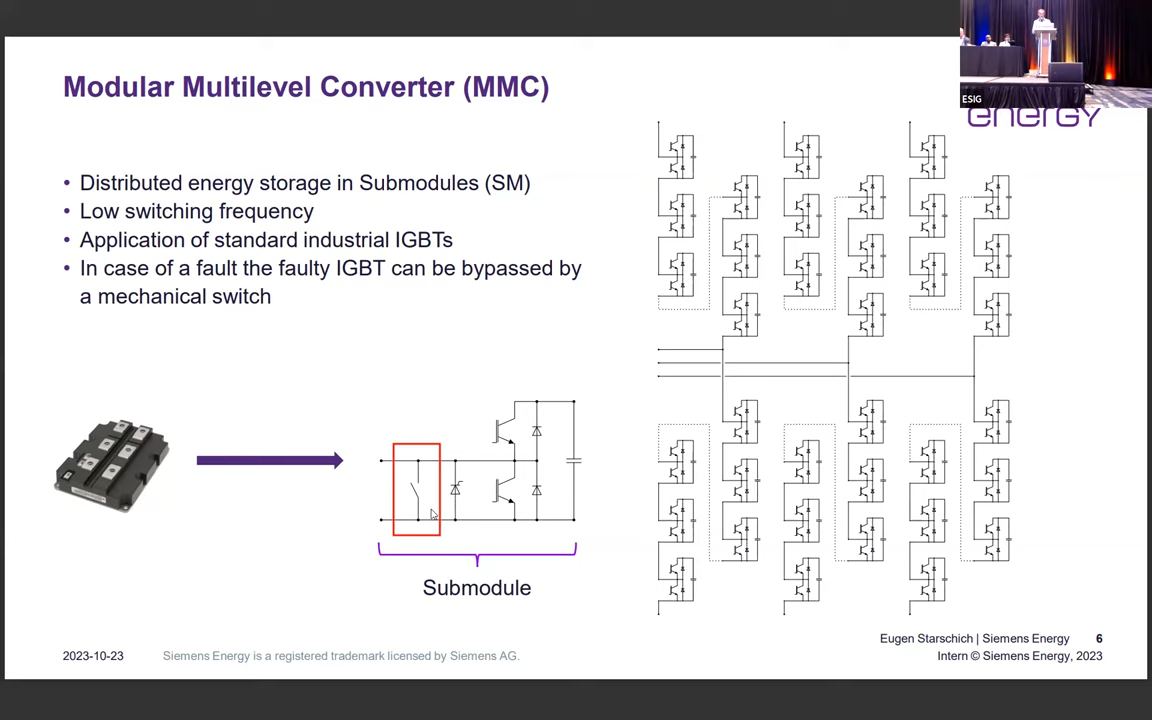 Modular Multilevel Converter (MMC)
ESIG
energy
• Distributed energy storage in Submodules (SM)
• Low switching frequency
• Application of standard industrial IGBTs
• In case of a fault the faulty IGBT can be bypassed by
a mechanical switch
Submodule
Eugen Starschich | Siemens Energy 6
2023-10-23 Siemens Energy is a registered trademark licensed by Siemens AG. Intern © Siemens Energy, 2023